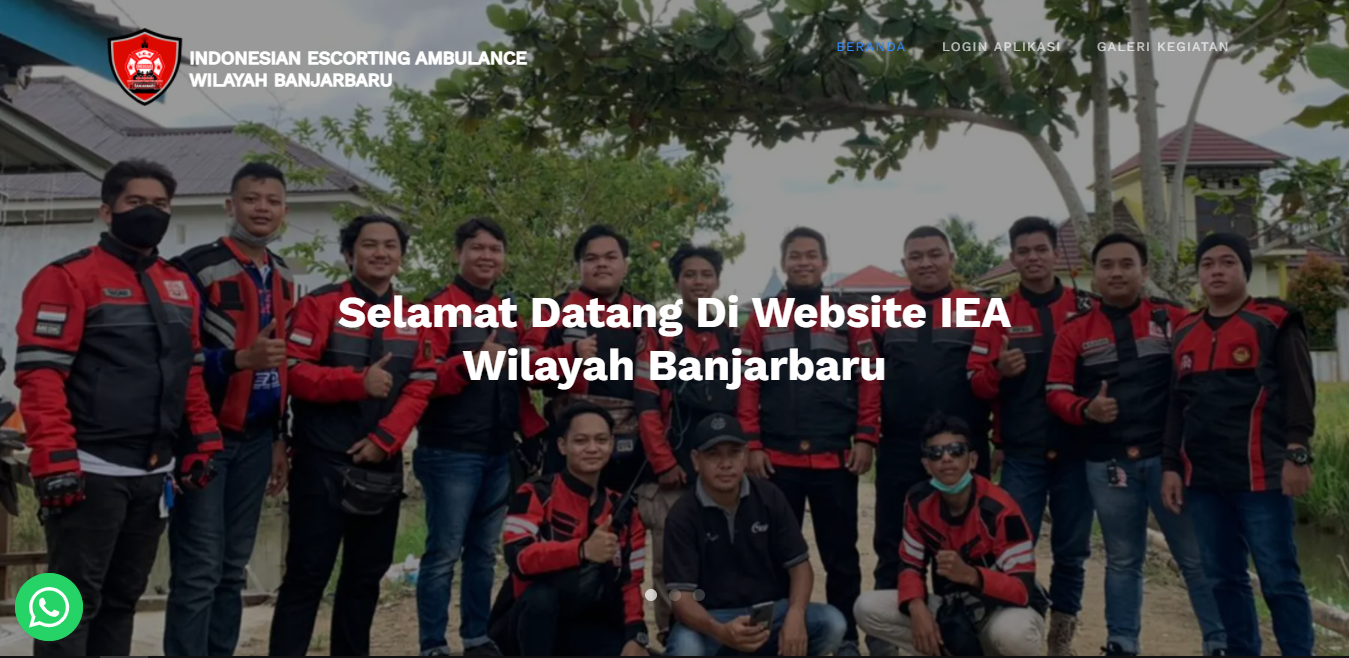 INDONESIAN ESCORTING AMBULANCE
WILAYAH BANJARBARU
BERANDA
LOGIN APLIKASI
GALERI KEGIATAN
Selamat Datang Di Website IEA
Wilayah Banjarbaru